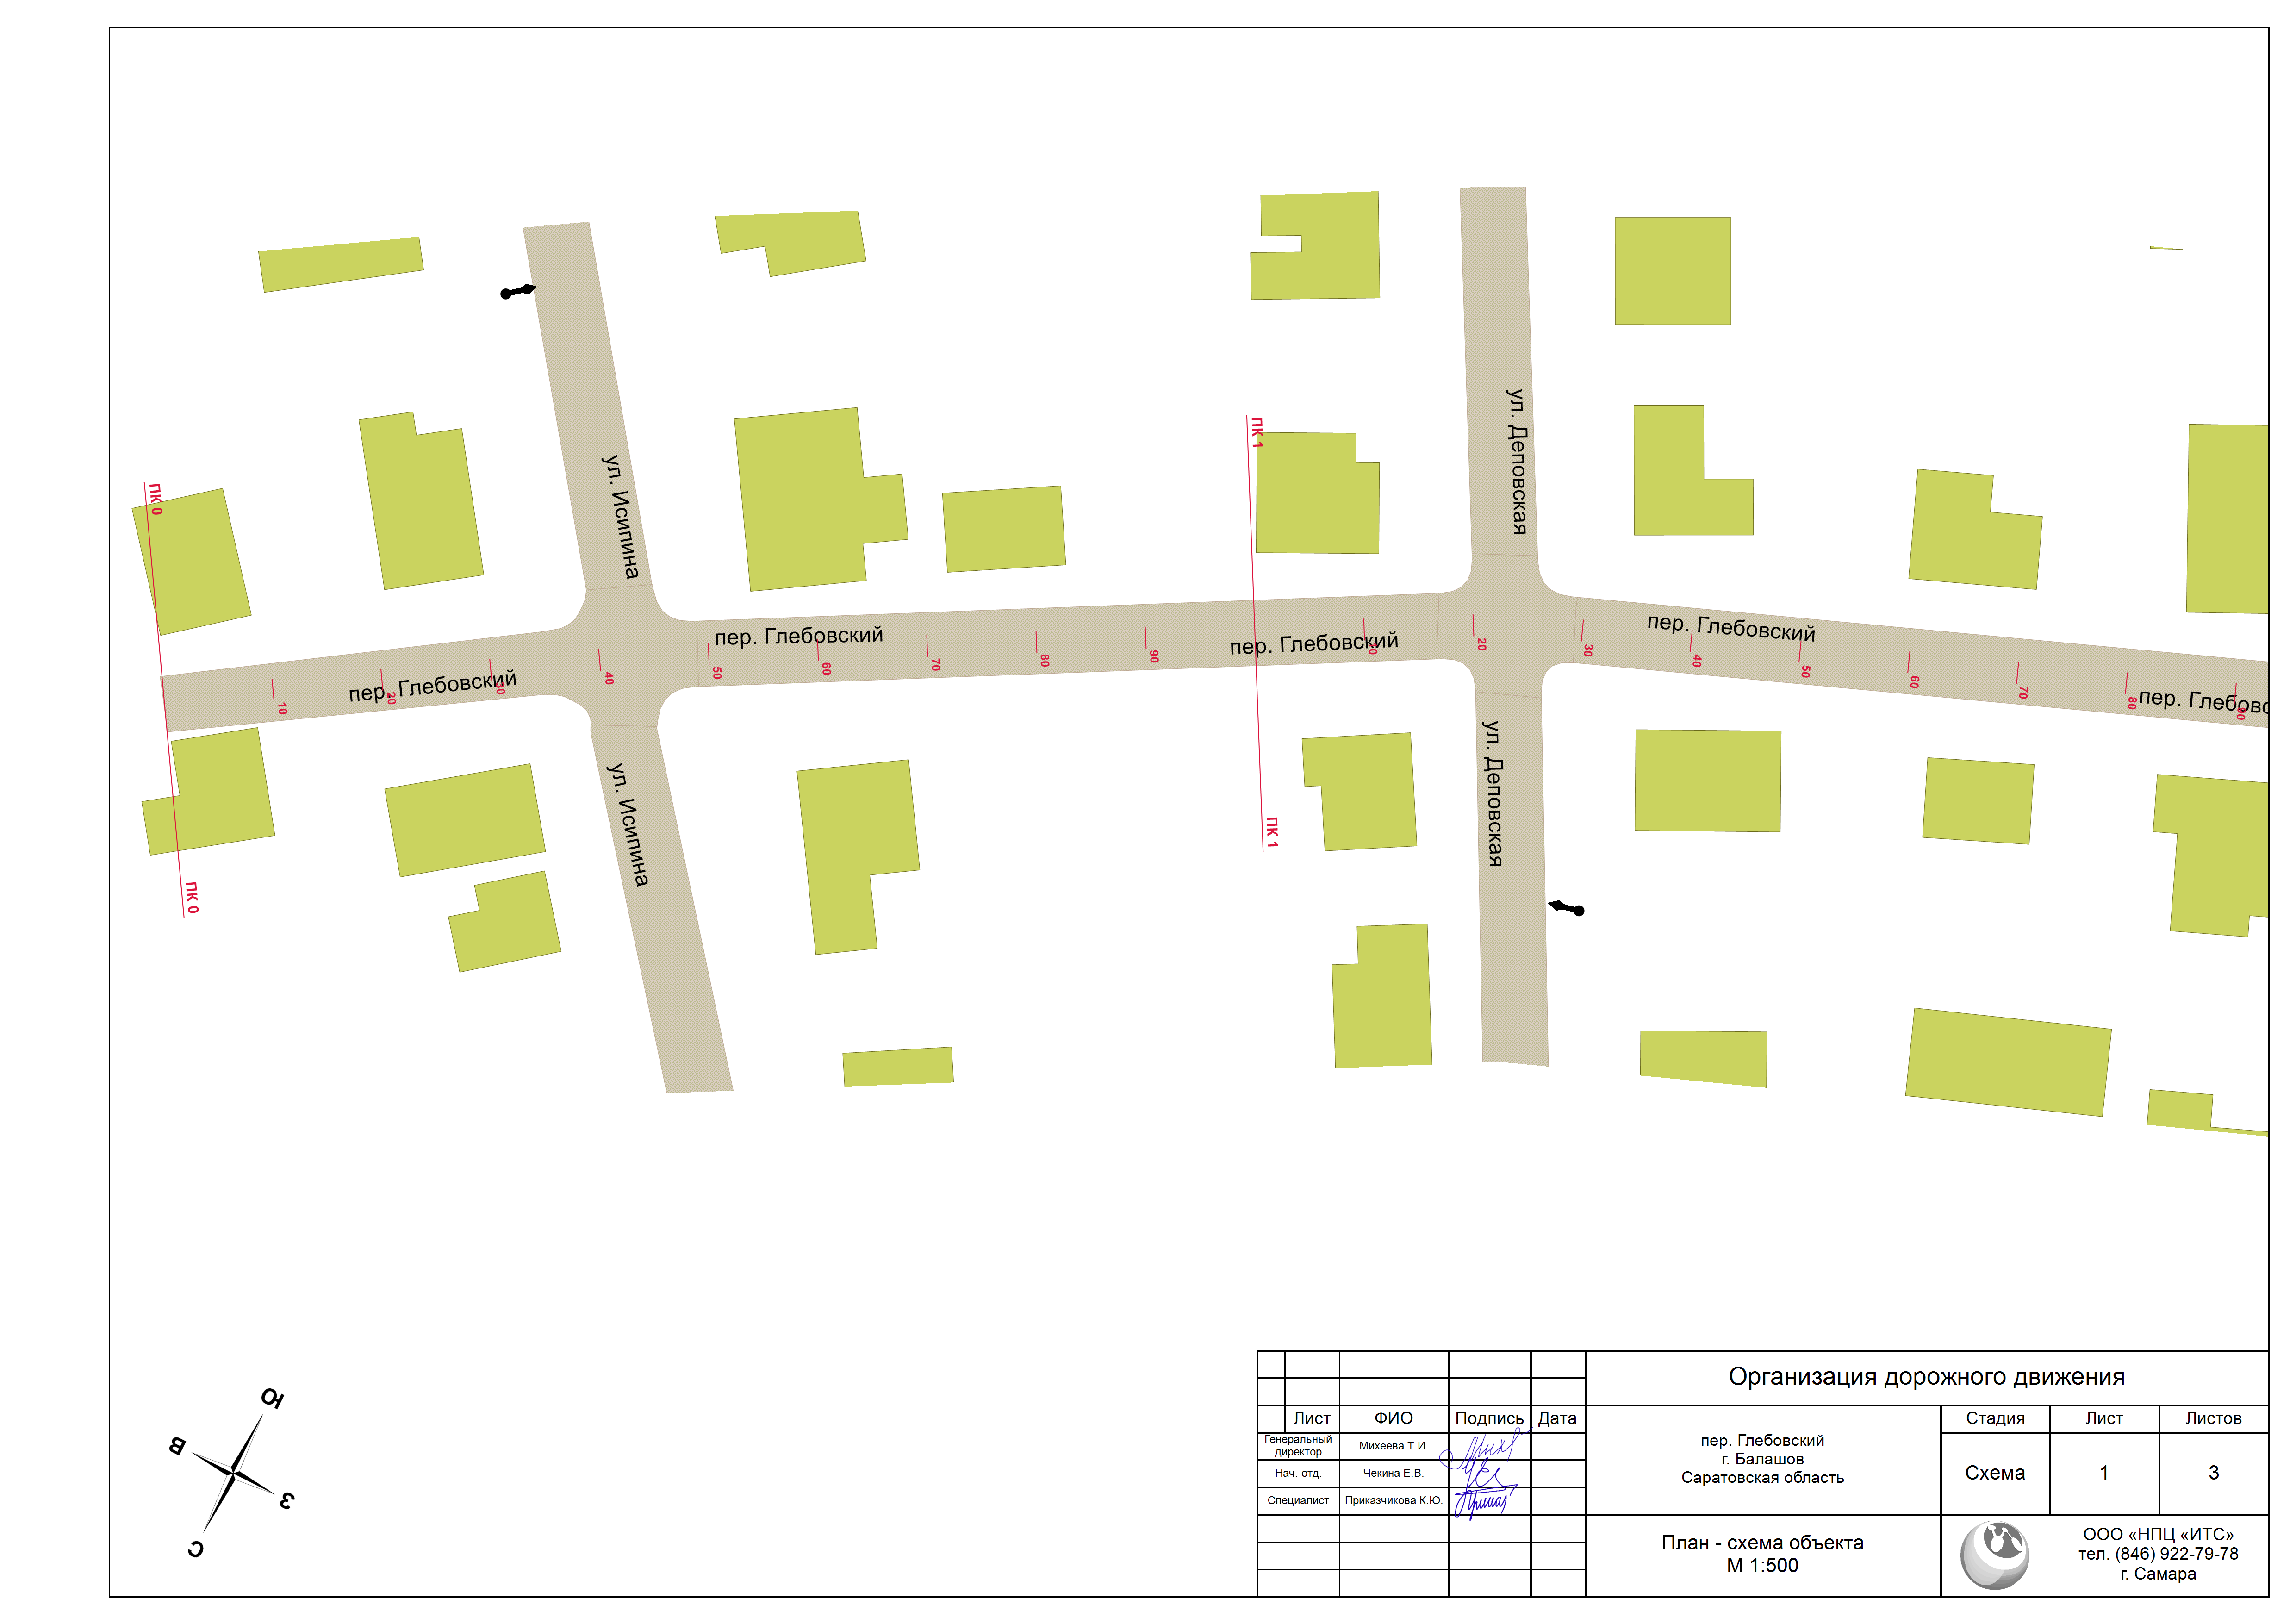 ул. Исипина
ул. Деповская
ПК 0
ПК 1
пер. Глебовский
пер. Глебовский
пер. Глебовский
пер. Глебовский
10
20
30
40
50
60
70
80
90
10
20
30
40
50
60
70
80
90
пер. Глебовс
ул. Исипина
ул. Деповская
ПК 0
ПК 1
Ю
В
З
С
Организация дорожного движения
Лист ФИО Подпись Дата
Генеральный
директор
Михеева Т.И.
Нач. отд. Чекина Е.В.
Специалист Приказчикова К.Ю.
пер. Глебовский
г. Балашов
Саратовская область
Стадия Лист Листов
Схема 1 3
План - схема объекта
М 1:500
ООО «НПЦ «ИТС»
тел. (846) 922-79-78
г. Самара